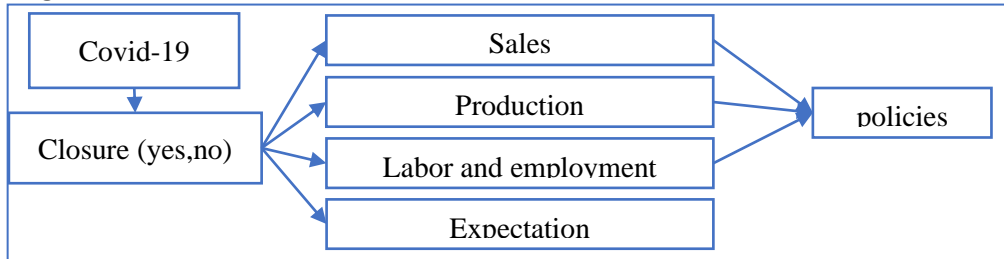 Covid-19
Closure (yes,no)
Sales
Production
Labor and employment
Expectation
policies